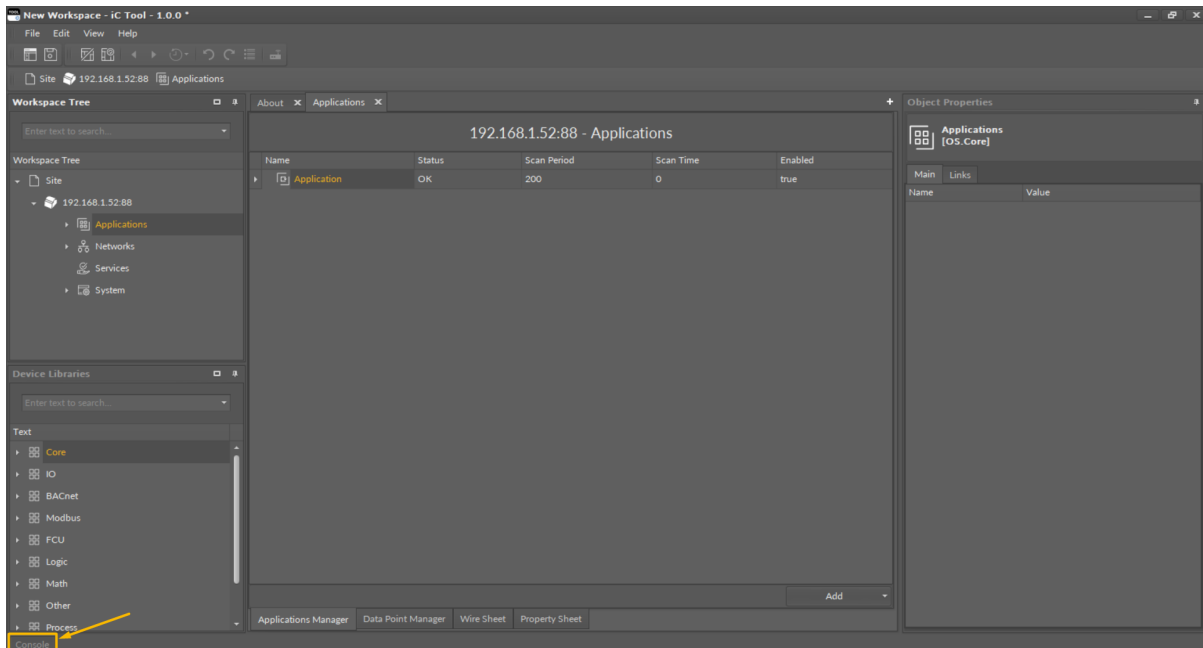 New Workspace - iC Tool - 1.0.0 *
File Edit View Help
Site 192.168.1.52:88 Applications
Workspace Tree
Enter text to search...
Workspace Tree
Site
192.168.1.52:88
Applications
Networks
Services
System
Device Libraries
Enter text to search...
Text
Core
IO
BACnet
Modbus
FCU
Logic
Math
Other
Process
Console
About Applications
192.168.1.52:88 - Applications
Name Status Scan Period Scan Time Enabled
Application OK 200 0 true
Add
Applications Manager Data Point Manager Wire Sheet Property Sheet
Object Properties
Applications
[OS.Core]
Main Links
Name Value